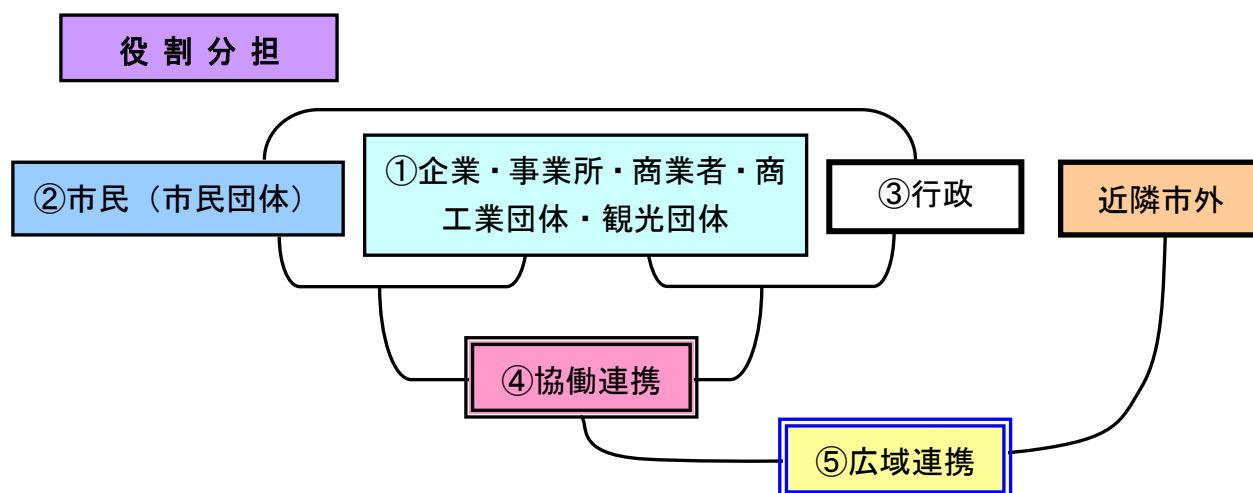 役割分担
②市民（市民団体）
①企業・事業所・商業者・商
工業団体・観光団体
③行政
近隣市外
④協働連携
⑤広域連携